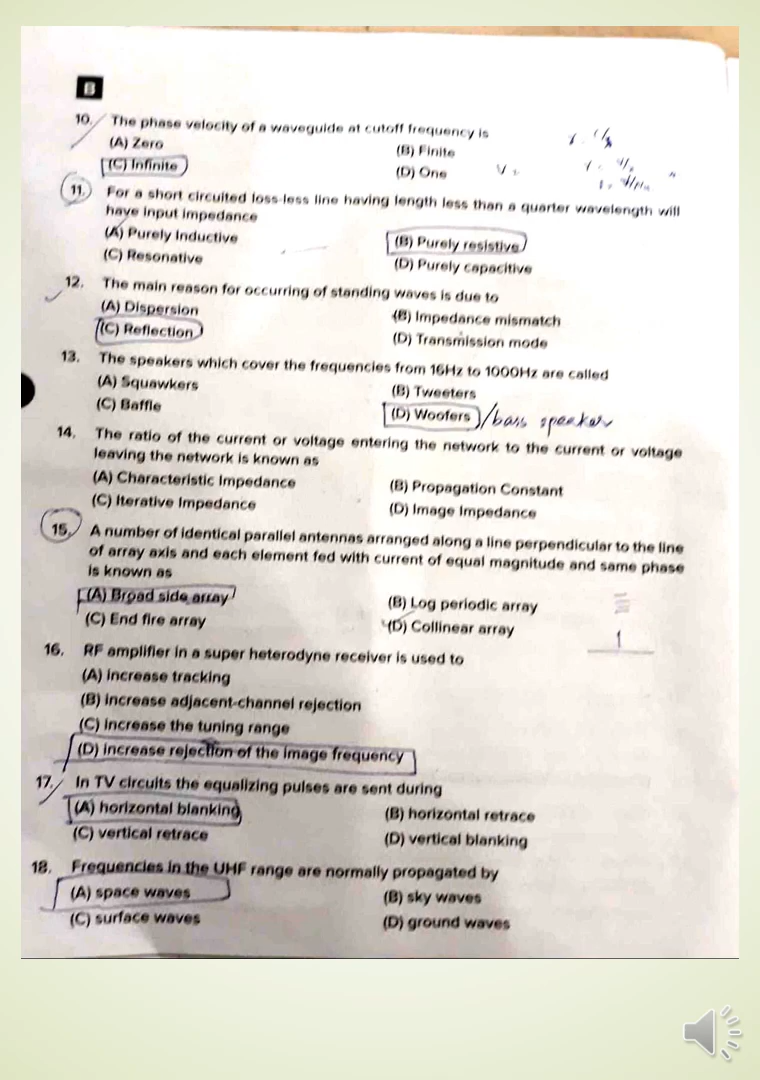 B
10. The phase velocity of a waveguide at cutoff frequency is
(A) Zero (B) Finite
(C) Infinite (D) One
11. For a short circuited loss-less line having length less than a quarter wavelength will
have input impedance
(A) Purely Inductive (B) Purely resistive
(C) Resonative (D) Purely capacitive
12. The main reason for occurring of standing waves is due to
(A) Dispersion (B) Impedance mismatch
(C) Reflection (D) Transmission mode
13. The speakers which cover the frequencies from 16Hz to 1000Hz are called
(A) Squawkers (B) Tweeters
(C) Baffle (D) Woofers /bass speaker
14. The ratio of the current or voltage entering the network to the current or voltage
leaving the network is known as
(A) Characteristic Impedance (B) Propagation Constant
(C) Iterative Impedance (D) Image Impedance
15. A number of identical parallel antennas arranged along a line perpendicular to the line
of array axis and each element fed with current of equal magnitude and same phase
is known as
(A) Broad side array (B) Log periodic array
(C) End fire array (D) Collinear array
16. RF amplifier in a super heterodyne receiver is used to
(A) increase tracking
(B) increase adjacent-channel rejection
(C) increase the tuning range
(D) increase rejection of the image frequency
17. In TV circuits the equalizing pulses are sent during
(A) horizontal blanking (B) horizontal retrace
(C) vertical retrace (D) vertical blanking
18. Frequencies in the UHF range are normally propagated by
(A) space waves (B) sky waves
(C) surface waves (D) ground waves